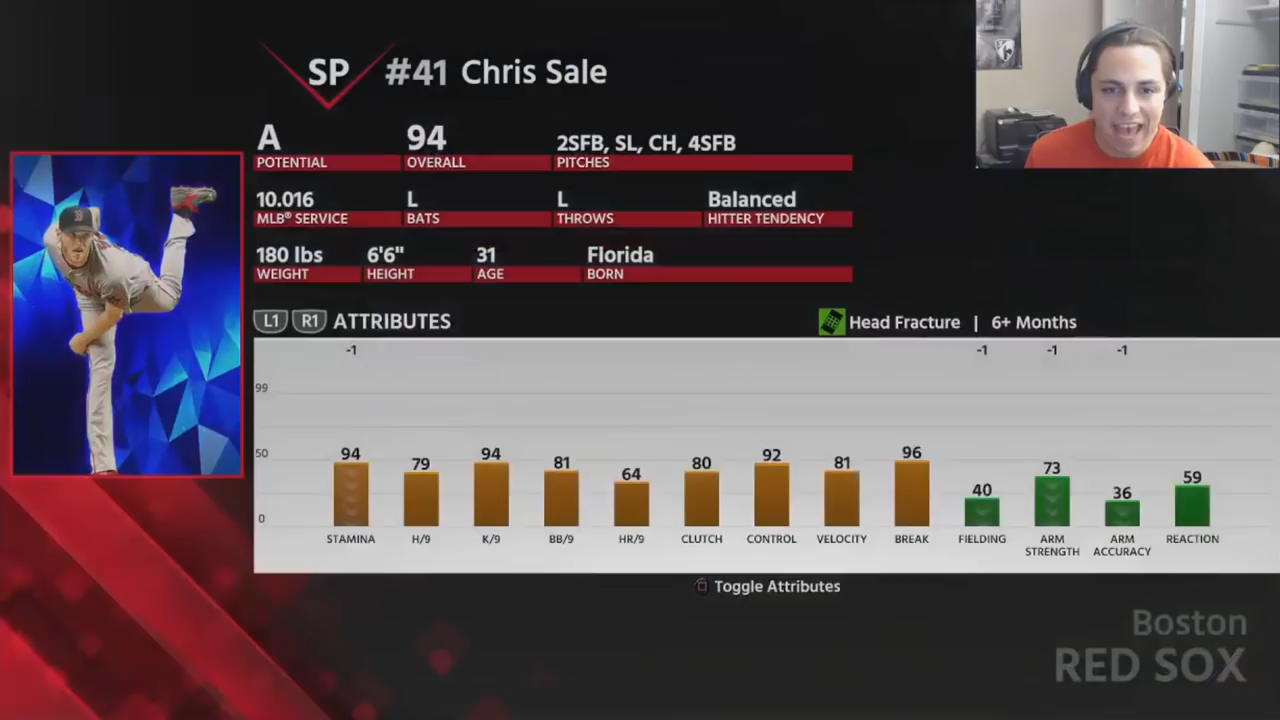 SP #41 Chris Sale
A 94 2SFB, SL, CH, 4SFB
POTENTIAL OVERALL PITCHES
10.016 L L Balanced
MLB® SERVICE BATS THROWS HITTER TENDENCY
180 lbs 6'6" 31 Florida
WEIGHT HEIGHT AGE BORN
L1 R1 ATTRIBUTES Head Fracture | 6+ Months
-1 -1 -1 -1
99
50
0
94 79 94 81 64 80 92 81 96 40 73 36 59
STAMINA H/9 K/9 BB/9 HR/9 CLUTCH CONTROL VELOCITY BREAK FIELDING ARM STRENGTH ARM ACCURACY REACTION
Toggle Attributes
Boston
RED SOX